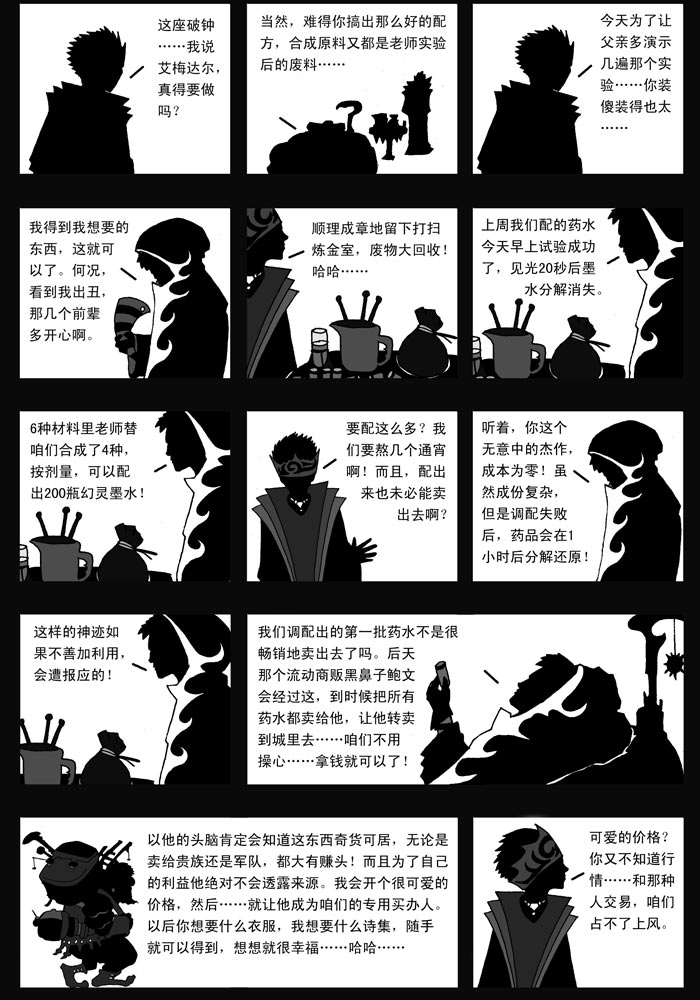 这座破钟
……我说
艾梅达尔，
真得要做
吗？
当然，难得你搞出那么好的配
方，合成原料又都是老师实验
后的废料……
今天为了让
父亲多演示
几遍那个实
验……你装
傻装得也太
……
我得到我想要的
东西，这就可
以了。何况，
看到我出丑，
那几个前辈
多开心啊。
顺理成章地留下打扫
炼金室，废物大回收！
哈哈……
上周我们配的药水
今天早上试验成功
了，见光20秒后墨
水分解消失。
6种材料里老师替
咱们合成了4种，
按剂量，可以配
出200瓶幻灵墨水！
要配这么多？我
们要熬几个通宵
啊！而且，配出
来也未必能卖
出去啊？
听着，你这个
无意中的杰作，
成本为零！虽
然成份复杂，
但是调配失败
后，药品会在1
小时后分解还原！
这样的神迹如
果不善加利用，
会遭报应的！
我们调配出的第一批药水不是很
畅销地卖出去了吗。后天
那个流动商贩黑鼻子鲍文
会经过这，到时候把所有
药水都卖给他，让他转卖
到城里去……咱们不用
操心……拿钱就可以了！
以他的头脑肯定会知道这东西奇货可居，无论是
卖给贵族还是军队，都大有赚头！而且为了自己
的利益他绝对不会透露来源。我会开个很可爱的
价格，然后……就让他成为咱们的专用买办人。
以后你想要什么衣服，我想要什么诗集，随手
就可以得到，想想就很幸福……哈哈……
可爱的价格？
你又不知道行
情……和那种
人交易，咱们
占不了上风。